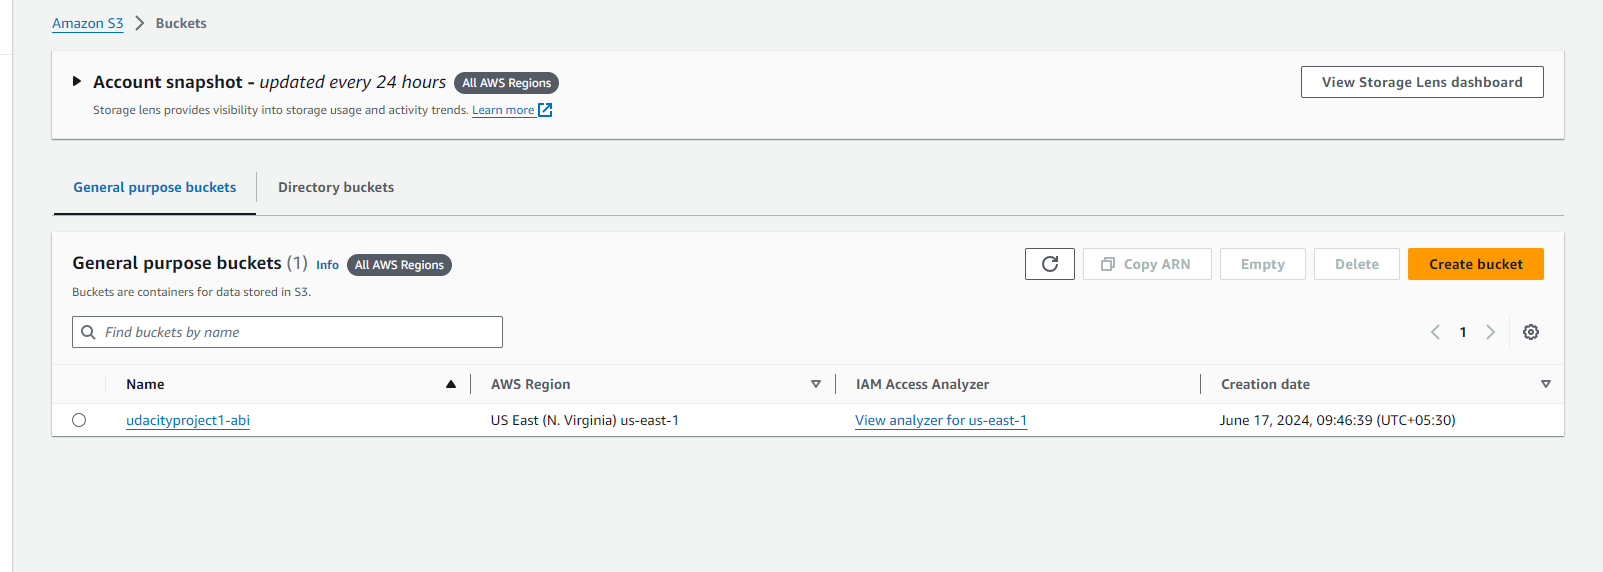 Amazon S3 > Buckets
Account snapshot - updated every 24 hours All AWS Regions
View Storage Lens dashboard
Storage lens provides visibility into storage usage and activity trends. Learn more
General purpose buckets
Directory buckets
General purpose buckets (1) Info All AWS Regions
Copy ARN
Empty
Delete
Create bucket
Buckets are containers for data stored in S3.
Find buckets by name
1
Name AWS Region IAM Access Analyzer Creation date
udacityproject1-abi US East (N. Virginia) us-east-1 View analyzer for us-east-1 June 17, 2024, 09:46:39 (UTC+05:30)